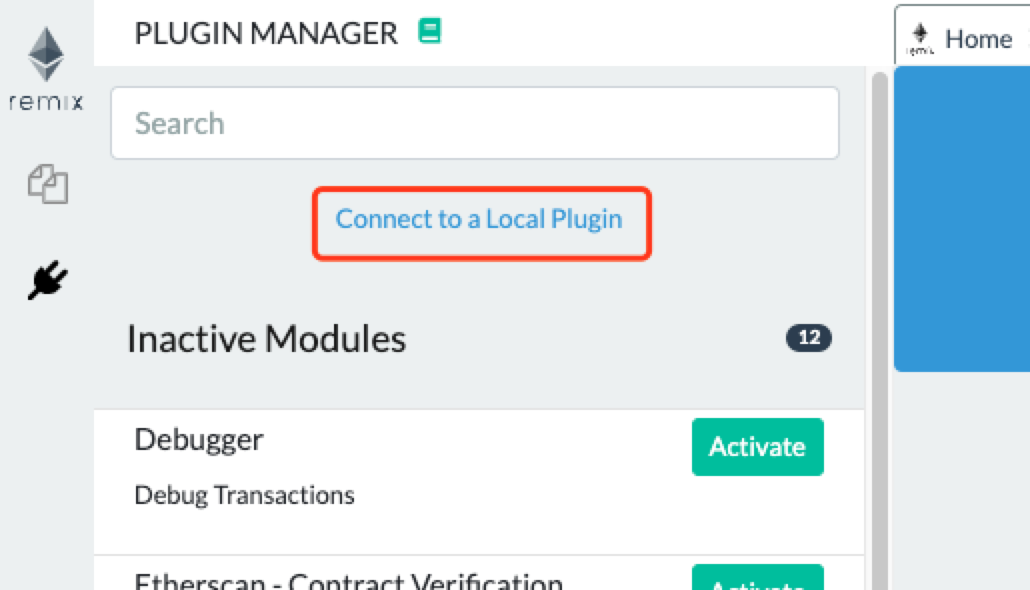 PLUGIN MANAGER
Home
remix
Search
Connect to a Local Plugin
Inactive Modules
12
Debugger
Activate
Debug Transactions
Etherscan - Contract Verification
Activate